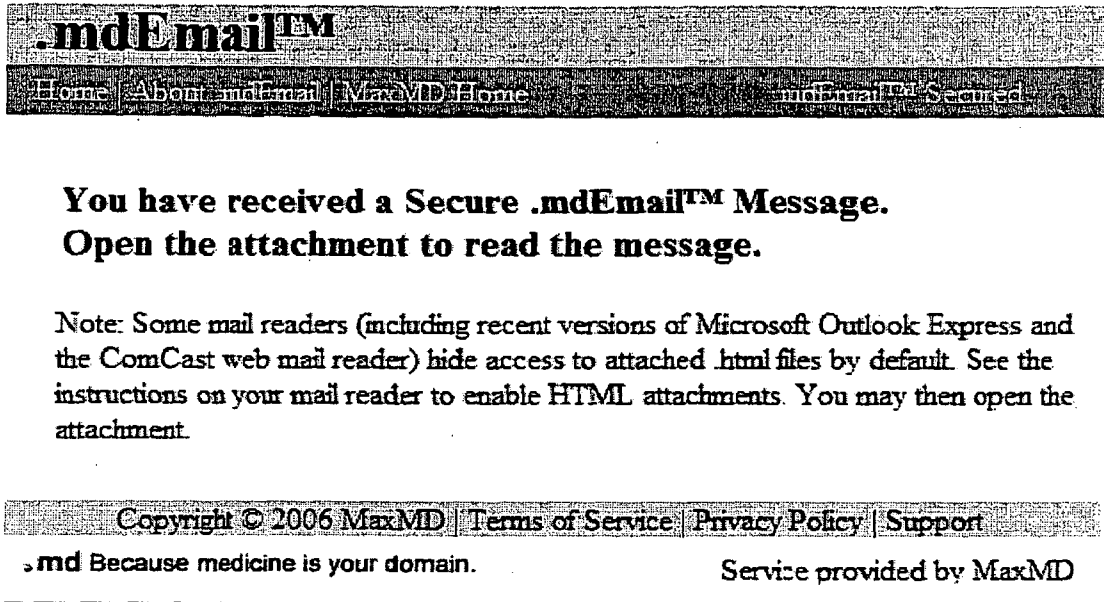 .mdEmail™
Home | About .mdEmail | MaxMD Home .mdEmail™ Secured
You have received a Secure .mdEmail™ Message.
Open the attachment to read the message.
Note: Some mail readers (including recent versions of Microsoft Outlook Express and
the ComCast web mail reader) hide access to attached .html files by default. See the
instructions on your mail reader to enable HTML attachments. You may then open the
attachment.
Copyright © 2006 MaxMD | Terms of Service | Privacy Policy | Support
.md Because medicine is your domain. Service provided by MaxMD